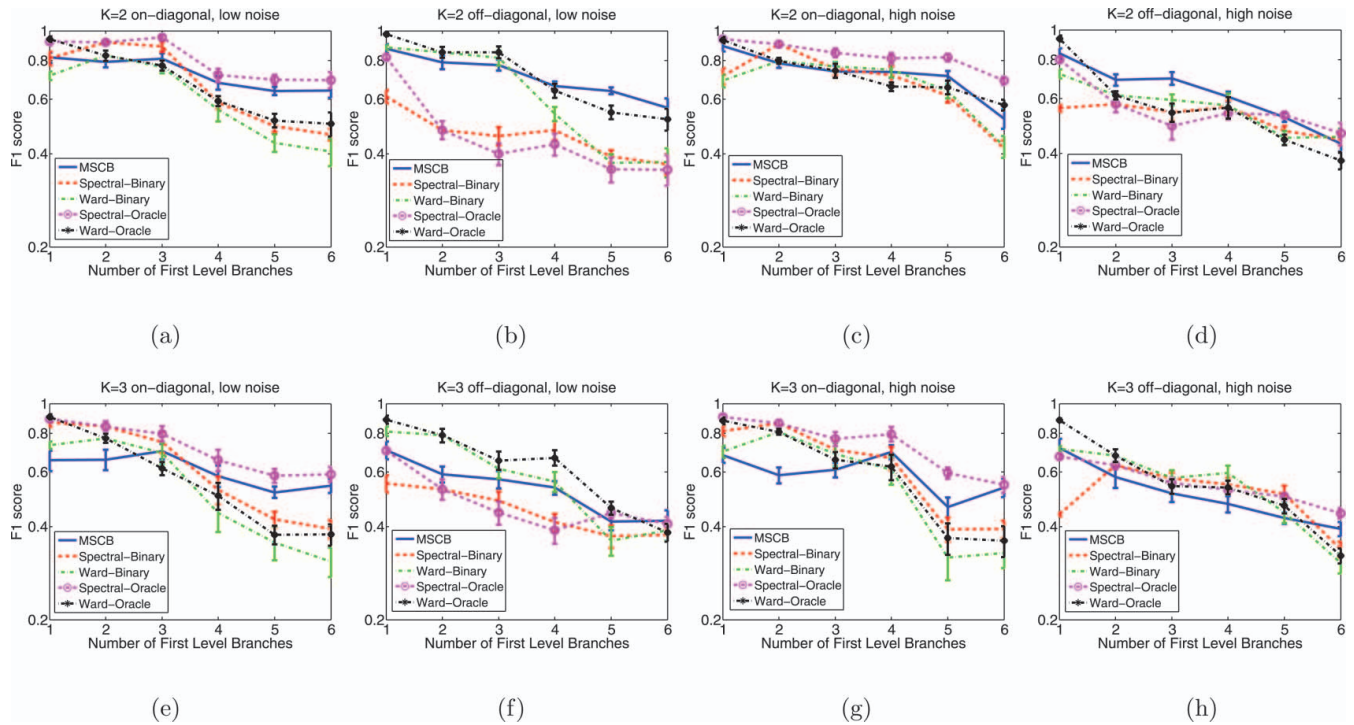 K=2 on-diagonal, low noise
1
0.8
0.6
0.4
0.2
F1 score
MSCB
Spectral-Binary
Ward-Binary
Spectral-Oracle
Ward-Oracle
1 2 3 4 5 6
Number of First Level Branches
(a)
K=2 off-diagonal, low noise
1
0.8
0.6
0.4
0.2
F1 score
MSCB
Spectral-Binary
Ward-Binary
Spectral-Oracle
Ward-Oracle
1 2 3 4 5 6
Number of First Level Branches
(b)
K=2 on-diagonal, high noise
1
0.8
0.6
0.4
0.2
F1 score
MSCB
Spectral-Binary
Ward-Binary
Spectral-Oracle
Ward-Oracle
1 2 3 4 5 6
Number of First Level Branches
(c)
K=2 off-diagonal, high noise
1
0.8
0.6
0.4
0.2
F1 score
MSCB
Spectral-Binary
Ward-Binary
Spectral-Oracle
Ward-Oracle
1 2 3 4 5 6
Number of First Level Branches
(d)
K=3 on-diagonal, low noise
1
0.8
0.6
0.4
0.2
F1 score
MSCB
Spectral-Binary
Ward-Binary
Spectral-Oracle
Ward-Oracle
1 2 3 4 5 6
Number of First Level Branches
(e)
K=3 off-diagonal, low noise
1
0.8
0.6
0.4
0.2
F1 score
MSCB
Spectral-Binary
Ward-Binary
Spectral-Oracle
Ward-Oracle
1 2 3 4 5 6
Number of First Level Branches
(f)
K=3 on-diagonal, high noise
1
0.8
0.6
0.4
0.2
F1 score
MSCB
Spectral-Binary
Ward-Binary
Spectral-Oracle
Ward-Oracle
1 2 3 4 5 6
Number of First Level Branches
(g)
K=3 off-diagonal, high noise
1
0.8
0.6
0.4
0.2
F1 score
MSCB
Spectral-Binary
Ward-Binary
Spectral-Oracle
Ward-Oracle
1 2 3 4 5 6
Number of First Level Branches
(h)